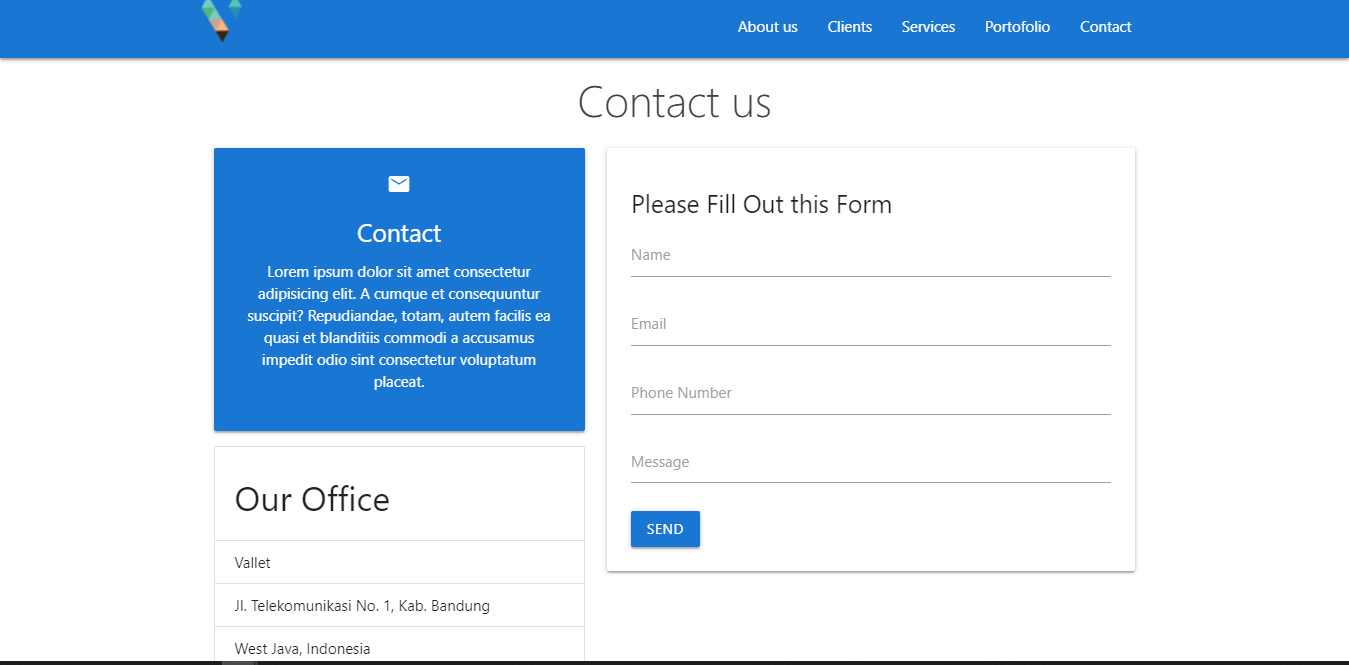 About us Clients Services Portofolio Contact
Contact us
Contact
Lorem ipsum dolor sit amet consectetur
adipisicing elit. A cumque et consequuntur
suscipit? Repudiandae, totam, autem facilis ea
quasi et blanditiis commodi a accusamus
impedit odio sint consectetur voluptatum
placeat.
Our Office
Vallet
Jl. Telekomunikasi No. 1, Kab. Bandung
West Java, Indonesia
Please Fill Out this Form
Name
Email
Phone Number
Message
SEND